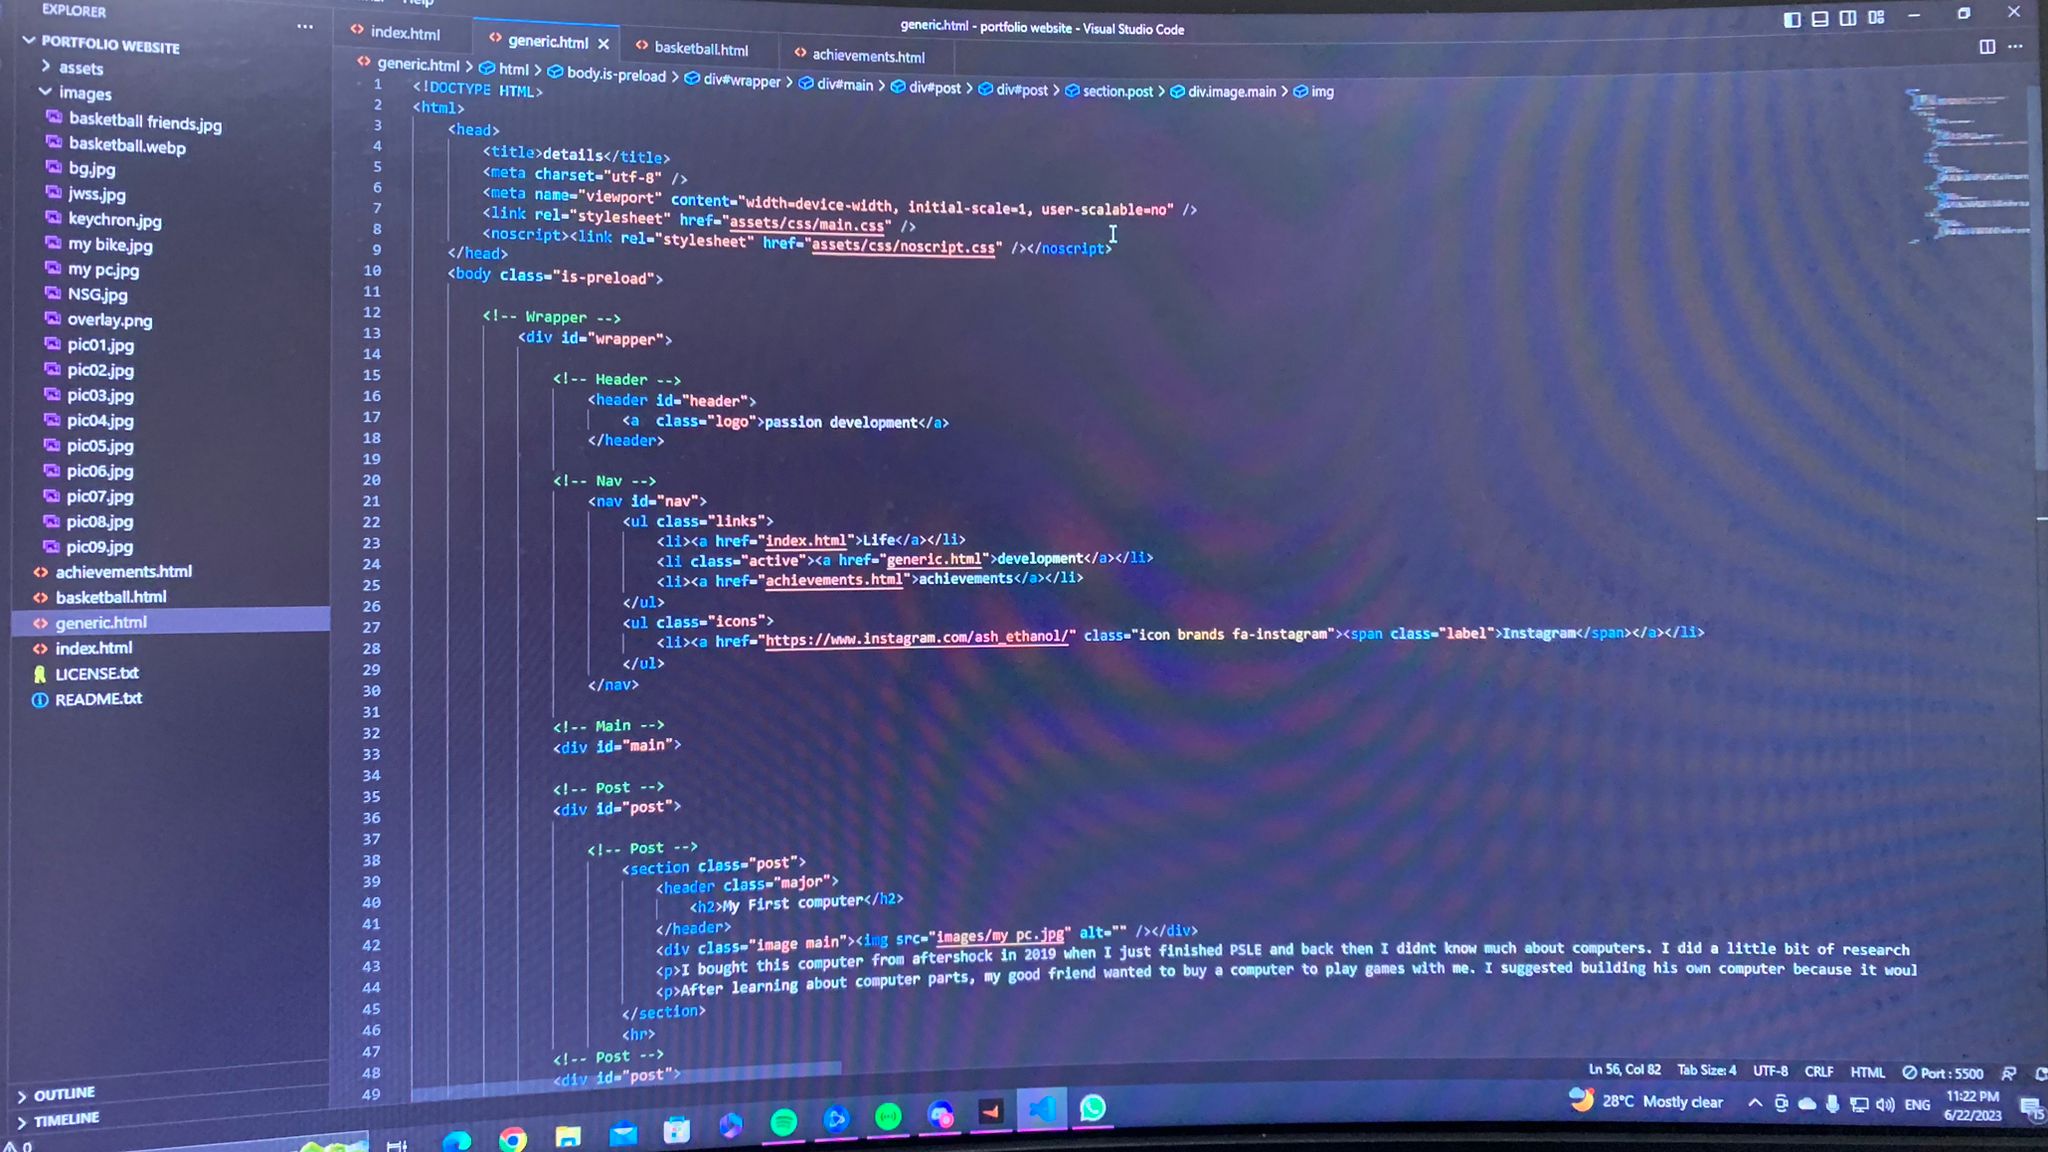 Help
generic.html - portfolio website - Visual Studio Code
EXPLORER
PORTFOLIO WEBSITE
assets
images
basketball friends.jpg
basketball.webp
bg.jpg
jwss.jpg
keychron.jpg
my bike.jpg
my pc.jpg
NSG.jpg
overlay.png
pic01.jpg
pic02.jpg
pic03.jpg
pic04.jpg
pic05.jpg
pic06.jpg
pic07.jpg
pic08.jpg
pic09.jpg
achievements.html
basketball.html
generic.html
index.html
LICENSE.txt
README.txt
OUTLINE
TIMELINE
0
index.html generic.html basketball.html achievements.html
generic.html > html > body.is-preload > div#wrapper > div#main > div#post > div#post > section.post > div.image.main > img
1 <!DOCTYPE HTML>
2 <html>
3 <head>
4 <title>details</title>
5 <meta charset="utf-8" />
6 <meta name="viewport" content="width=device-width, initial-scale=1, user-scalable=no" />
7 <link rel="stylesheet" href="assets/css/main.css" />
8 <noscript><link rel="stylesheet" href="assets/css/noscript.css" /></noscript>
9 </head>
10 <body class="is-preload">
11
12 <!-- Wrapper -->
13 <div id="wrapper">
14
15 <!-- Header -->
16 <header id="header">
17 <a  class="logo">passion development</a>
18 </header>
19
20 <!-- Nav -->
21 <nav id="nav">
22 <ul class="links">
23 <li><a href="index.html">Life</a></li>
24 <li class="active"><a href="generic.html">development</a></li>
25 <li><a href="achievements.html">achievements</a></li>
26 </ul>
27 <ul class="icons">
28 <li><a href="https://www.instagram.com/ash_ethanol/" class="icon brands fa-instagram"><span class="label">Instagram</span></a></li>
29 </ul>
30 </nav>
31
32 <!-- Main -->
33 <div id="main">
34
35 <!-- Post -->
36 <div id="post">
37
38 <!-- Post -->
39 <section class="post">
40 <header class="major">
41 <h2>My First computer</h2>
42 </header>
43 <div class="image main"><img src="images/my pc.jpg" alt="" /></div>
44 <p>I bought this computer from aftershock in 2019 when I just finished PSLE and back then I didnt know much about computers. I did a little bit of research
45 <p>After learning about computer parts, my good friend wanted to buy a computer to play games with me. I suggested building his own computer because it woul
46 </section>
47 <hr>
48 <!-- Post -->
49 <div id="post">
Ln 56, Col 82 Tab Size: 4 UTF-8 CRLF HTML Port : 5500
28°C Mostly clear ENG 11:22 PM
6/22/2023
15